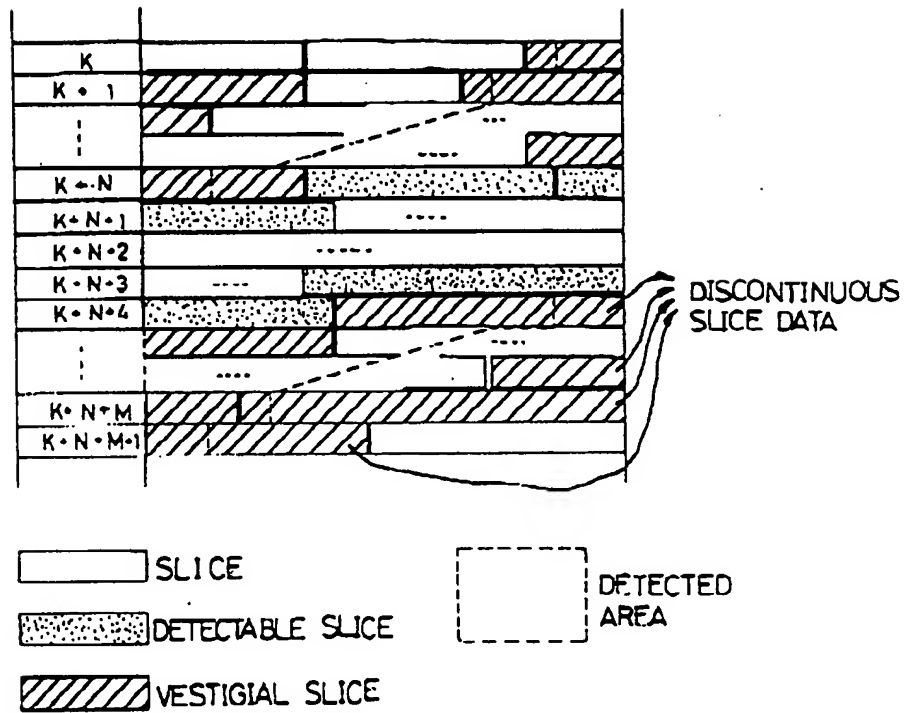 K
K + 1
K + N
K + N + 1
K + N + 2
K + N + 3
K + N + 4
K + N + M
K + N + M + 1
DISCONTINUOUS
SLICE DATA
SLICE
DETECTABLE SLICE
VESTIGIAL SLICE
DETECTED
AREA